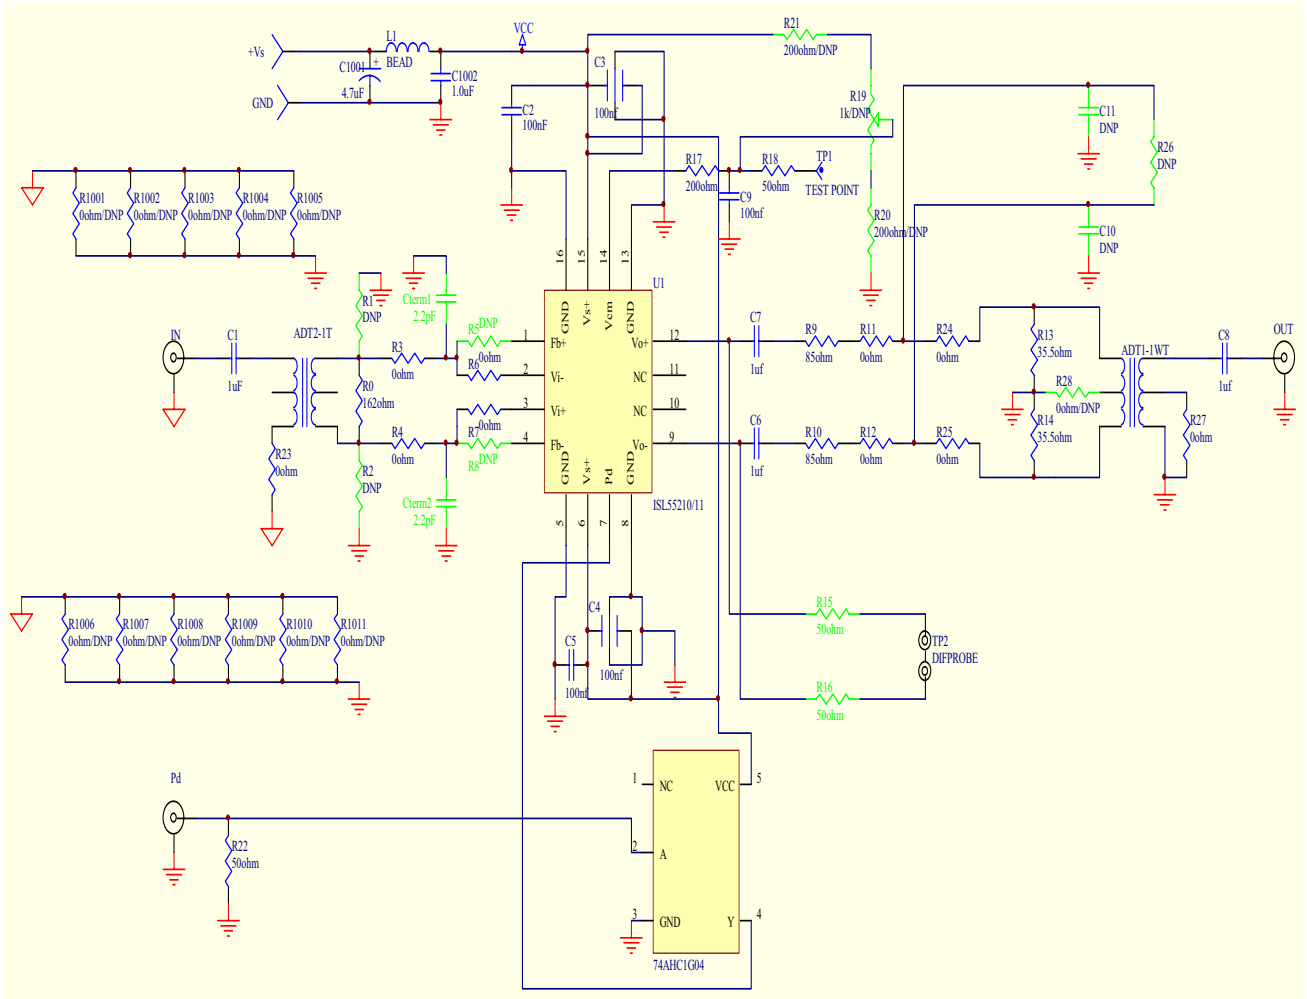 +Vs
L1
BEAD
VCC
C1001
+
4.7uF
C1002
1.0uF
GND
C2
100nF
C3
100nf
R21
200ohm/DNP
R19
1k/DNP
C11
DNP
R26
DNP
R17
200ohm
R18
50ohm
TP1
TEST POINT
C9
100nf
R20
200ohm/DNP
C10
DNP
R1001
0ohm/DNP
R1002
0ohm/DNP
R1003
0ohm/DNP
R1004
0ohm/DNP
R1005
0ohm/DNP
16
15
14
13
U1
GND
Vs+
Vcm
GND
IN
C1
1uF
ADT2-1T
R1
DNP
Cterm1
2.2pF
R3
0ohm
R0
162ohm
R4
0ohm
R2
DNP
R23
0ohm
R5
DNP
0ohm
R6
0ohm
R7
R8
DNP
Cterm2
2.2pF
1
Fb+
2
Vi-
3
Vi+
4
Fb-
12
Vo+
11
NC
10
NC
9
Vo-
GND
Vs+
Pd
GND
5
6
7
8
ISL55210/11
C7
1uf
R9
85ohm
R11
0ohm
R24
0ohm
C6
1uf
R10
85ohm
R12
0ohm
R25
0ohm
R13
35.5ohm
R28
0ohm/DNP
R14
35.5ohm
ADT1-1WT
C8
1uf
OUT
R27
0ohm
R1006
0ohm/DNP
R1007
0ohm/DNP
R1008
0ohm/DNP
R1009
0ohm/DNP
R1010
0ohm/DNP
R1011
0ohm/DNP
C4
100nf
C5
100nf
R15
50ohm
TP2
DIFPROBE
R16
50ohm
Pd
R22
50ohm
1
NC
VCC
5
2
A
3
GND
Y
4
74AHC1G04